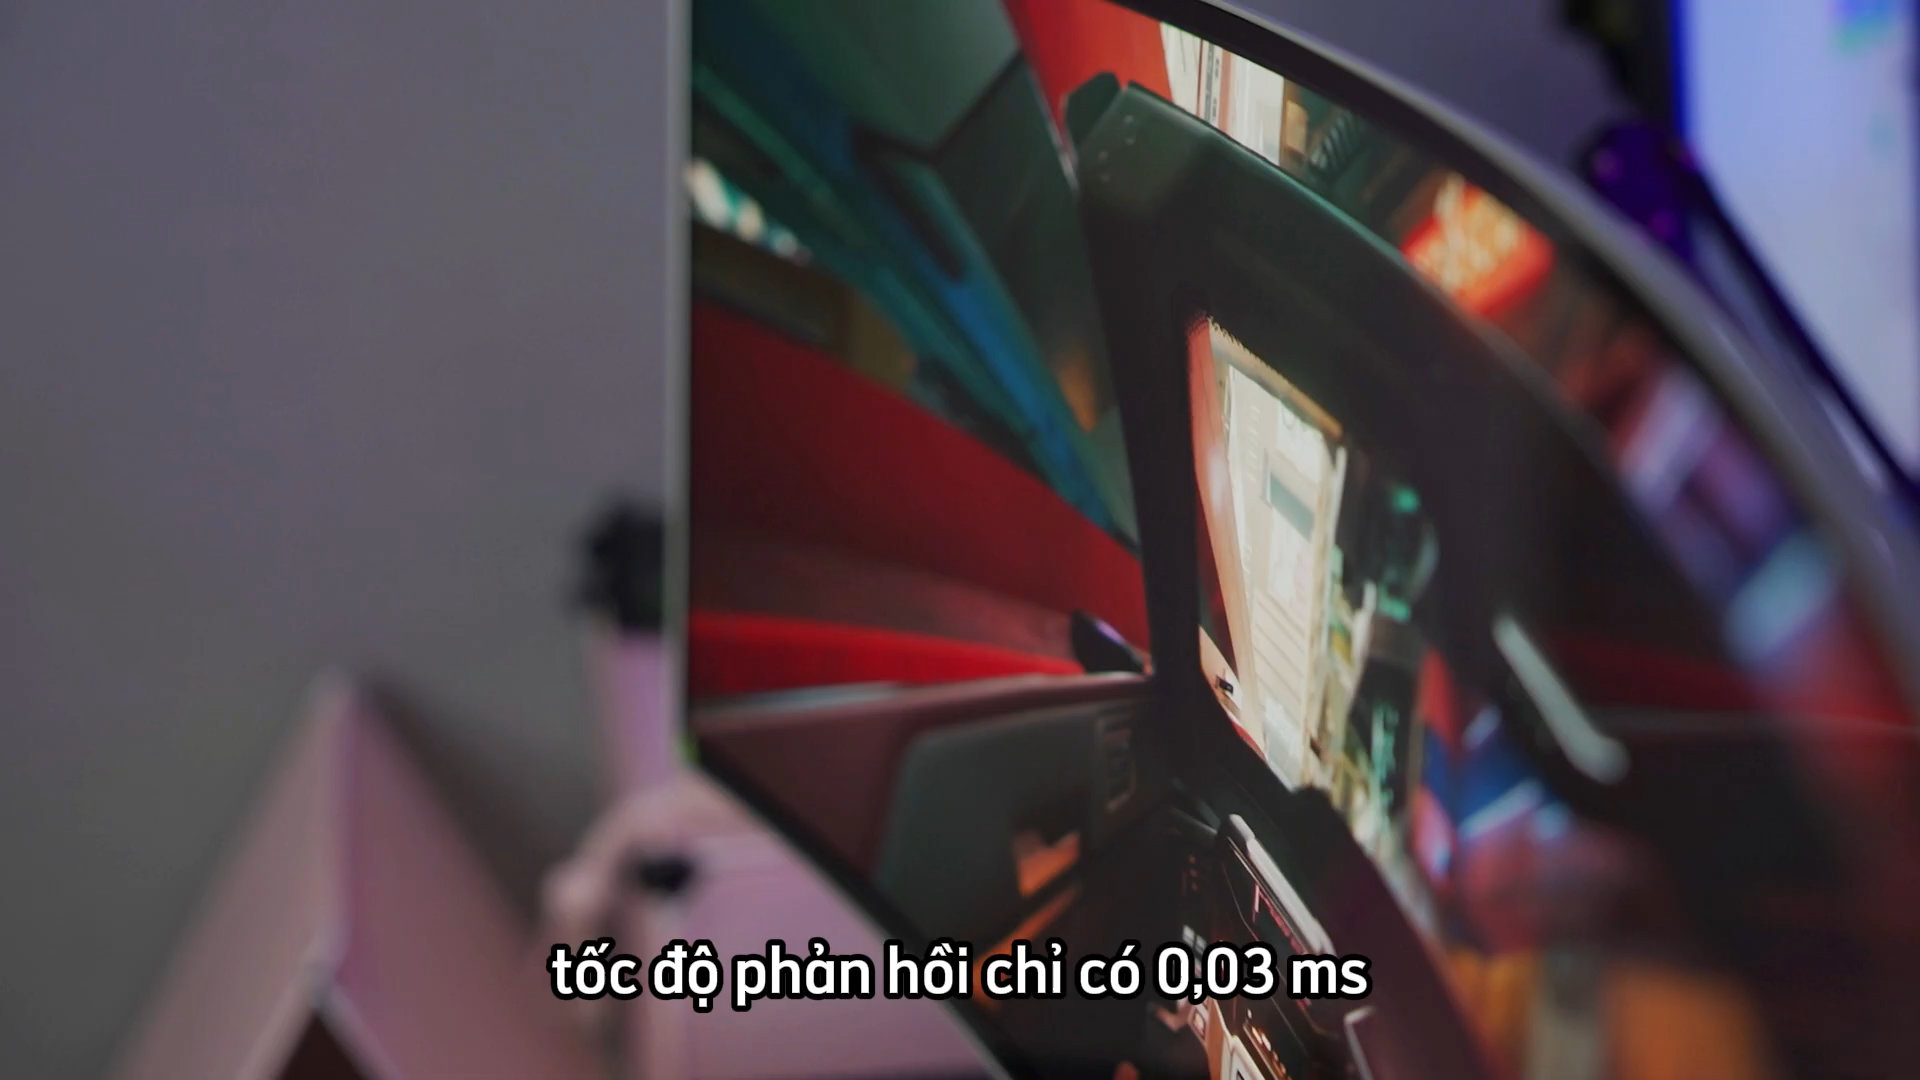 tốc độ phản hồi chỉ có 0,03 ms